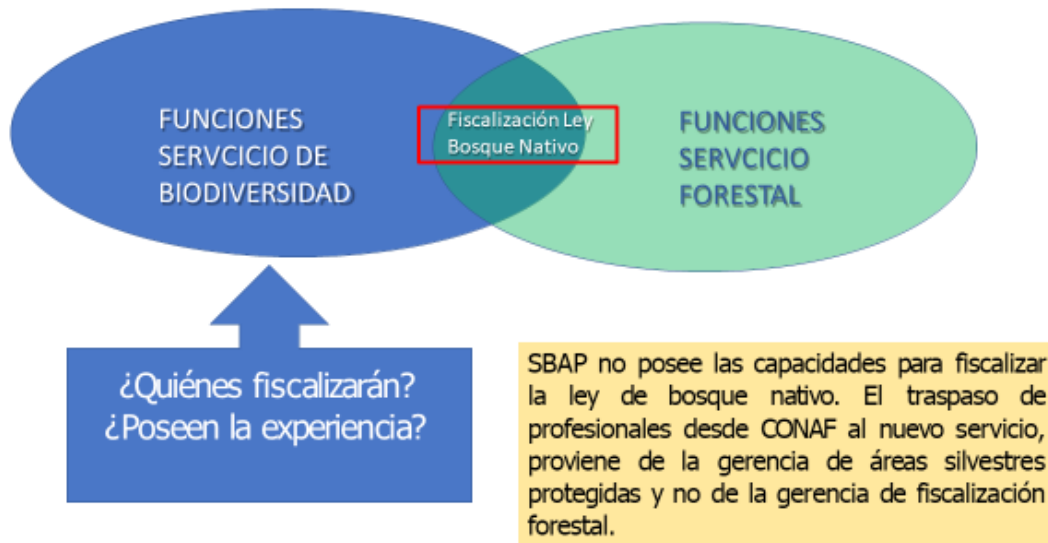 FUNCIONES
SERVCICIO DE
BIODIVERSIDAD
Fiscalización Ley
Bosque Nativo
FUNCIONES
SERVCICIO
FORESTAL
¿Quiénes fiscalizarán?
¿Poseen la experiencia?
SBAP no posee las capacidades para fiscalizar
la ley de bosque nativo. El traspaso de
profesionales desde CONAF al nuevo servicio,
proviene de la gerencia de áreas silvestres
protegidas y no de la gerencia de fiscalización
forestal.